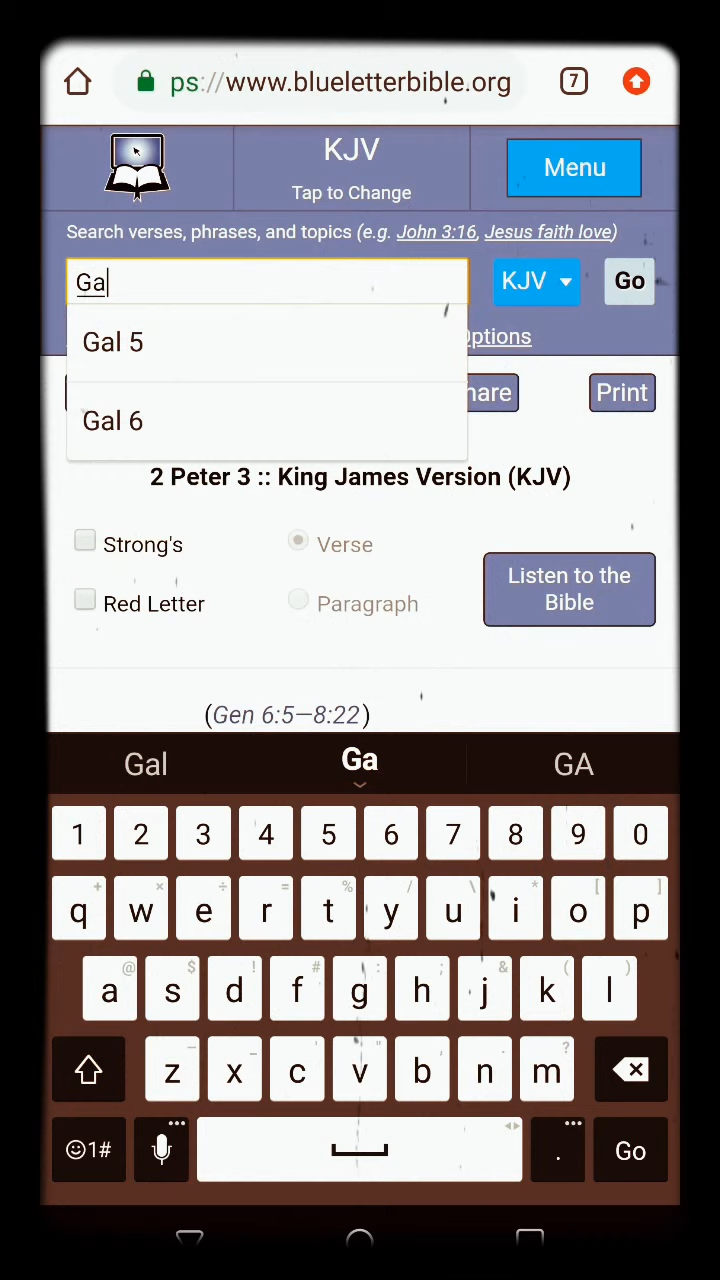 ps://www.blueletterbible.org 7
KJV
Tap to Change
Menu
Search verses, phrases, and topics (e.g. John 3:16, Jesus faith love)
Ga KJV Go
Gal 5
Options
Gal 6
hare Print
2 Peter 3 :: King James Version (KJV)
Strong's Verse
Red Letter Paragraph
Listen to the
Bible
(Gen 6:5—8:22)
Gal Ga GA
1 2 3 4 5 6 7 8 9 0
+ × ÷ = % / \ * [ ]
q w e r t y u i o p
@ $ ! # : ; & ( )
a s d f g h j k l
– _ ' " , . ?
z x c v b n m
☺1# . Go